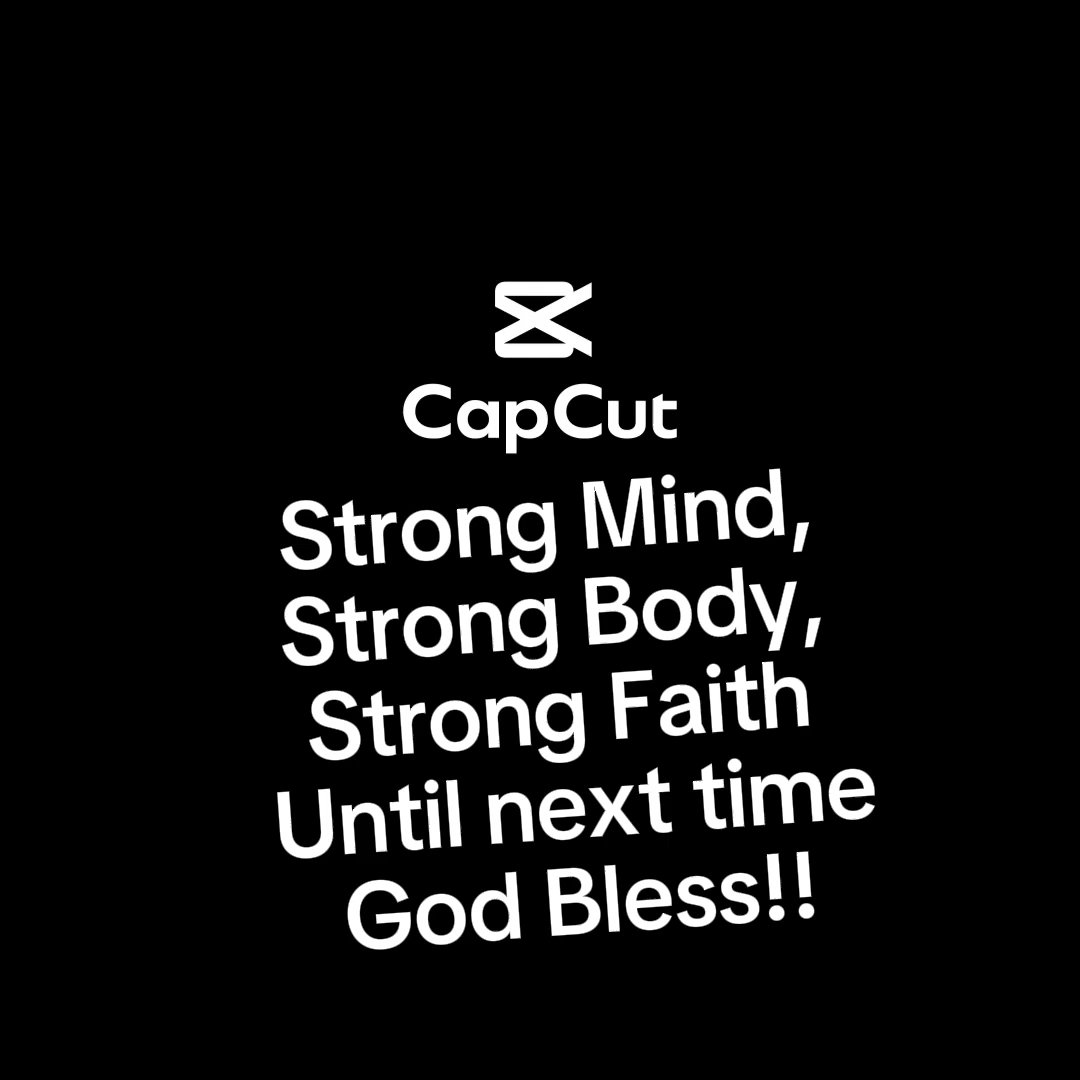 CapCut
Strong Mind,
Strong Body,
Strong Faith
Until next time
God Bless!!